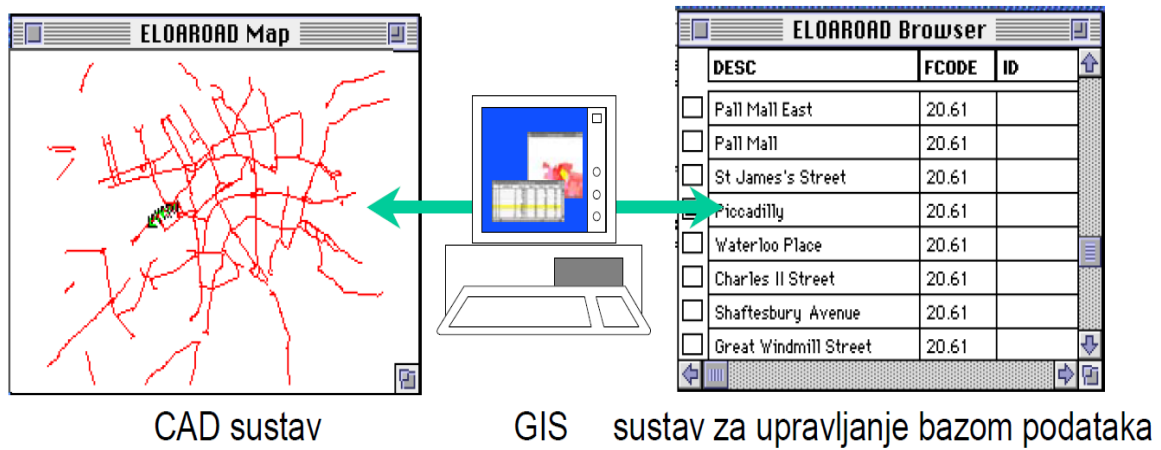 ELOAROAD Map
ELOAROAD Browser
DESC FCODE ID
Pall Mall East 20.61
Pall Mall 20.61
St James's Street 20.61
Piccadilly 20.61
Waterloo Place 20.61
Charles II Street 20.61
Shaftesbury Avenue 20.61
Great Windmill Street 20.61
CAD sustav GIS sustav za upravljanje bazom podataka